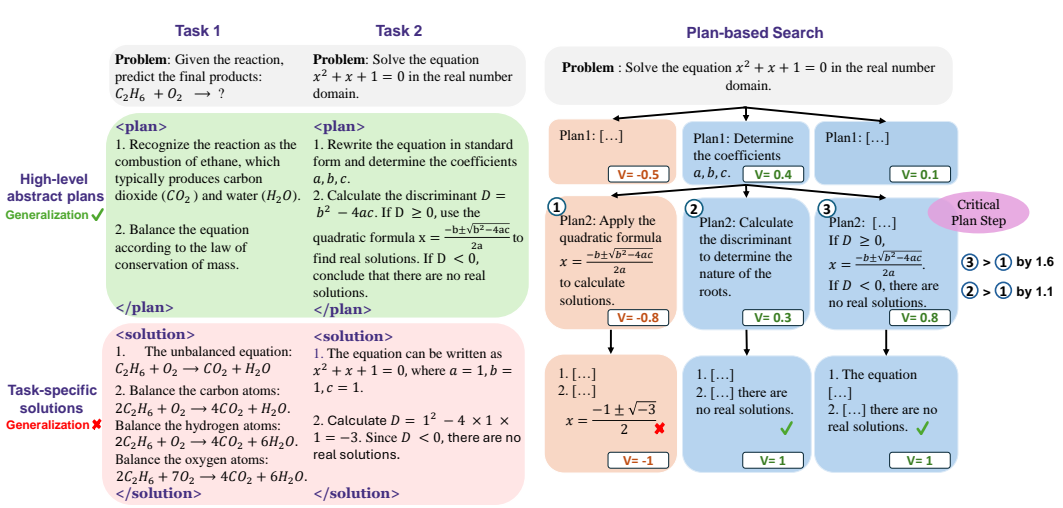 Task 1
Task 2
Problem: Given the reaction,
predict the final products:
C₂H₆ + O₂ → ?
Problem: Solve the equation
x² + x + 1 = 0 in the real number
domain.
High-level
abstract plans
Generalization ✓
<plan>
1. Recognize the reaction as the
combustion of ethane, which
typically produces carbon
dioxide (CO₂) and water (H₂O).
2. Balance the equation
according to the law of
conservation of mass.
</plan>
<plan>
1. Rewrite the equation in standard
form and determine the coefficients
a, b, c.
2. Calculate the discriminant D =
b² − 4ac. If D ≥ 0, use the
quadratic formula x = (−b±√b²−4ac)/2a to
find real solutions. If D < 0,
conclude that there are no real
solutions.
</plan>
Task-specific
solutions
Generalization ✘
<solution>
1. The unbalanced equation:
C₂H₆ + O₂ → CO₂ + H₂O
2. Balance the carbon atoms:
2C₂H₆ + O₂ → 4CO₂ + H₂O.
Balance the hydrogen atoms:
2C₂H₆ + O₂ → 4CO₂ + 6H₂O.
Balance the oxygen atoms:
2C₂H₆ + 7O₂ → 4CO₂ + 6H₂O.
</solution>
<solution>
1. The equation can be written as
x² + x + 1 = 0, where a = 1, b =
1, c = 1.
2. Calculate D = 1² − 4 × 1 ×
1 = −3. Since D < 0, there are no
real solutions.
</solution>
Plan-based Search
Problem : Solve the equation x² + x + 1 = 0 in the real number
domain.
Plan1: […]
V= -0.5
Plan1: Determine
the coefficients
a, b, c.
V= 0.4
Plan1: […]
V= 0.1
Critical
Plan Step
1
Plan2: Apply the
quadratic formula
x = (−b±√b²−4ac)/2a
to calculate
solutions.
V= -0.8
2
Plan2: Calculate
the discriminant
to determine the
nature of the
roots.
V= 0.3
3
Plan2: […]
If D ≥ 0,
x = (−b±√b²−4ac)/2a.
If D < 0, there are
no real solutions.
V= 0.8
3 > 1 by 1.6
2 > 1 by 1.1
1. […]
2. […]
x = (−1 ± √−3)/2 ✘
V= -1
1. […]
2. […] there are
no real solutions.
✓
V= 1
1. The equation
[…]
2. […] there are no
real solutions. ✓
V= 1